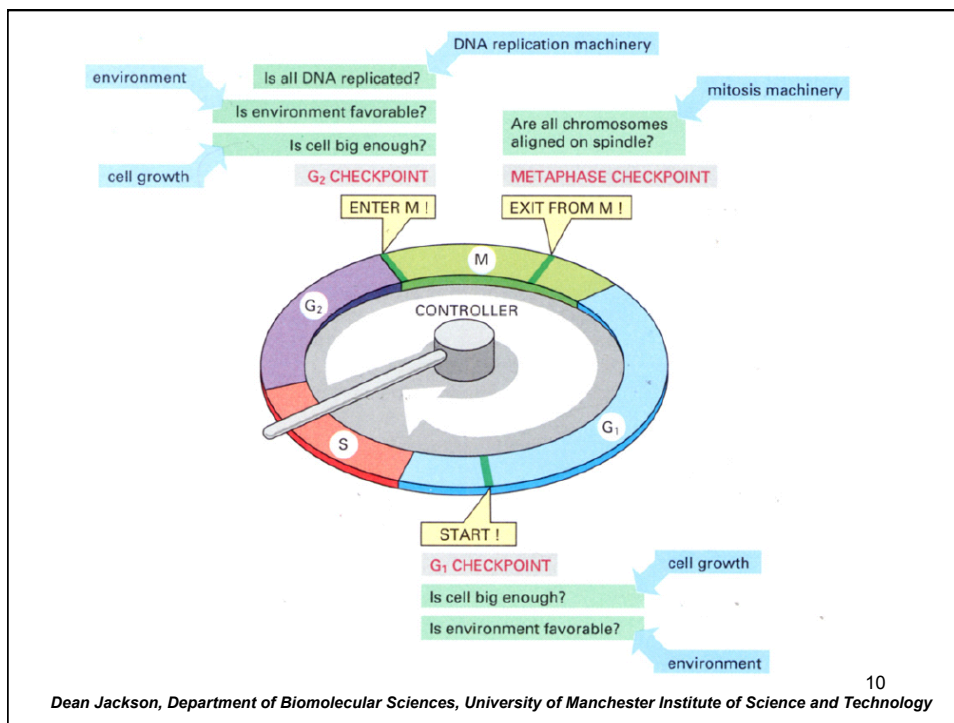 DNA replication machinery
environment
Is all DNA replicated?
mitosis machinery
Is environment favorable?
Are all chromosomes
aligned on spindle?
Is cell big enough?
cell growth
G₂ CHECKPOINT
METAPHASE CHECKPOINT
ENTER M !
EXIT FROM M !
M
G₂
CONTROLLER
G₁
S
START !
G₁ CHECKPOINT
cell growth
Is cell big enough?
Is environment favorable?
environment
10
Dean Jackson, Department of Biomolecular Sciences, University of Manchester Institute of Science and Technology